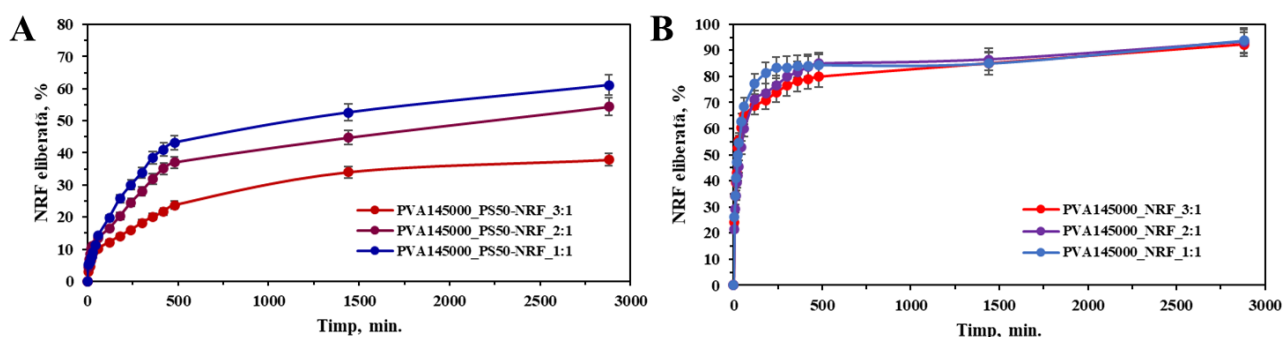 A
NRF eliberată, %
80
70
60
50
40
30
20
10
0
PVA145000_PS50-NRF_3:1
PVA145000_PS50-NRF_2:1
PVA145000_PS50-NRF_1:1
0 500 1000 1500 2000 2500 3000
Timp, min.
B
NRF eliberată, %
100
90
80
70
60
50
40
30
20
10
0
PVA145000_NRF_3:1
PVA145000_NRF_2:1
PVA145000_NRF_1:1
0 500 1000 1500 2000 2500 3000
Timp, min.